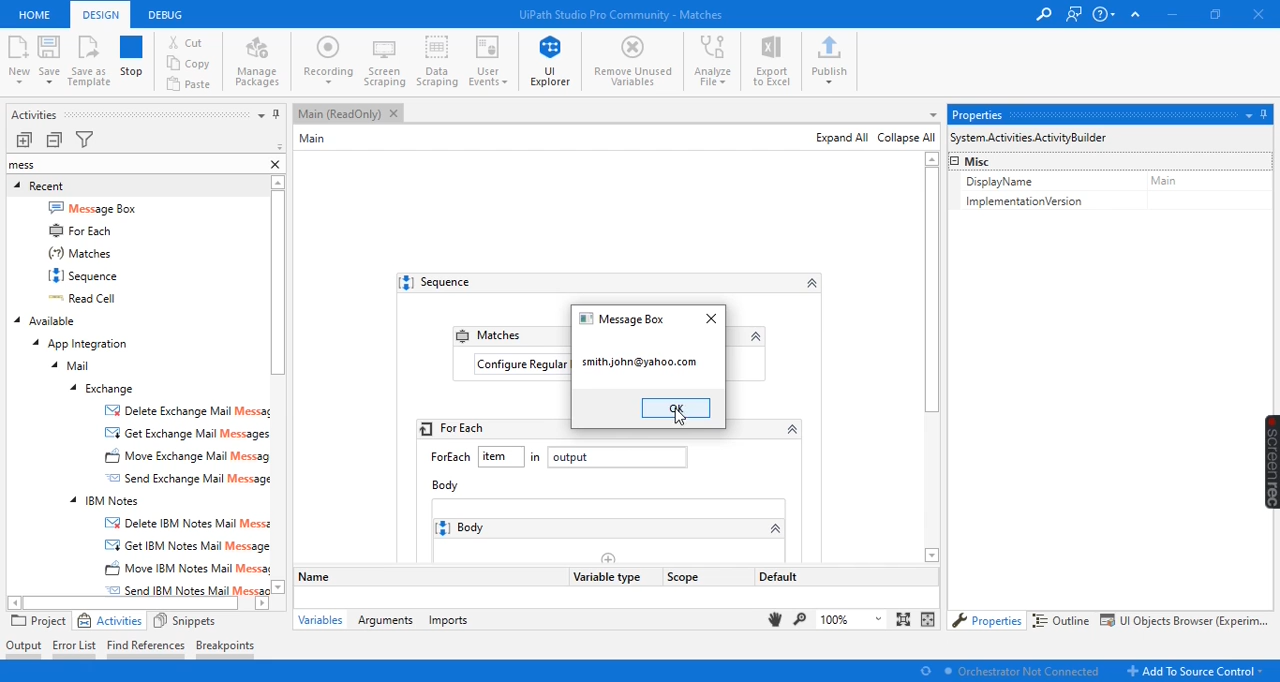 HOME DESIGN DEBUG UiPath Studio Pro Community - Matches
New Save Save as Template Stop Cut Copy Paste Manage Packages Recording Screen Scraping Data Scraping User Events UI Explorer Remove Unused Variables Analyze File Export to Excel Publish
Activities
mess
Recent
Message Box
For Each
Matches
Sequence
Read Cell
Available
App Integration
Mail
Exchange
Delete Exchange Mail Messag
Get Exchange Mail Messages
Move Exchange Mail Messag
Send Exchange Mail Message
IBM Notes
Delete IBM Notes Mail Messa
Get IBM Notes Mail Message
Move IBM Notes Mail Messag
Send IBM Notes Mail Messag
Project Activities Snippets
Main (ReadOnly)
Main Expand All Collapse All
Sequence
Matches
Configure Regular
Message Box
smith.john@yahoo.com
OK
For Each
ForEach item in output
Body
Body
Name Variable type Scope Default
Variables Arguments Imports 100%
Properties
System.Activities.ActivityBuilder
Misc
DisplayName Main
ImplementationVersion
screenrec
Properties Outline UI Objects Browser (Experim...
Output Error List Find References Breakpoints
Orchestrator Not Connected Add To Source Control